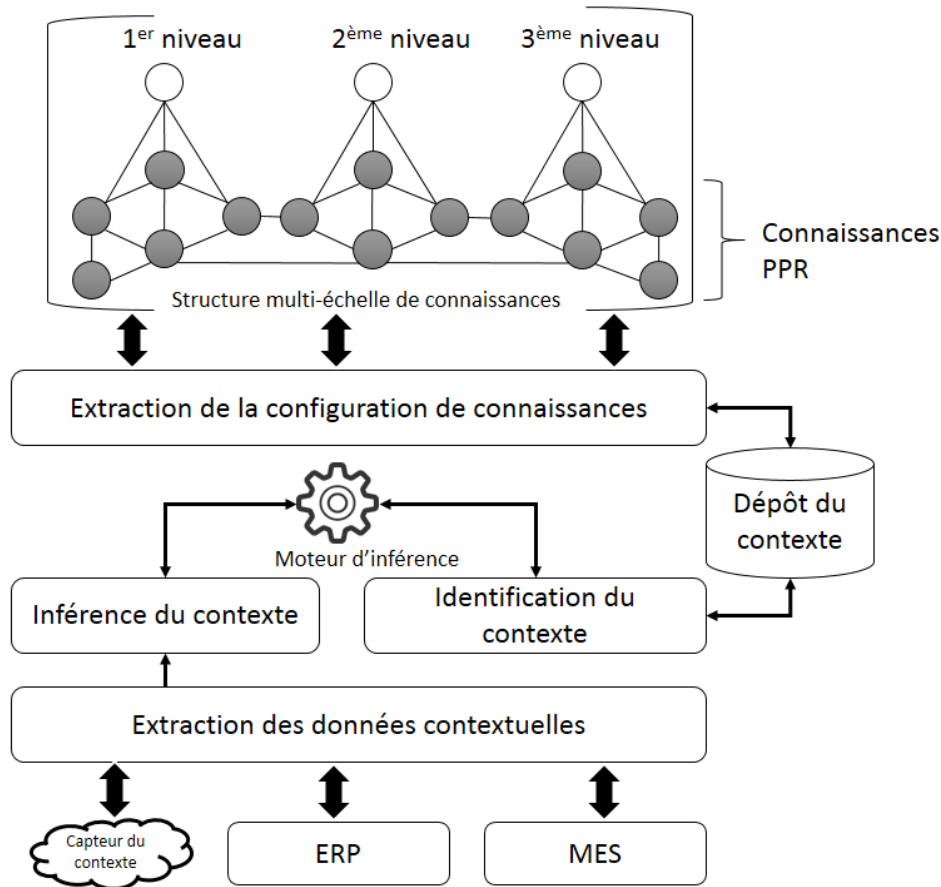 1er niveau
2ème niveau
3ème niveau
Connaissances
PPR
Structure multi-échelle de connaissances
Extraction de la configuration de connaissances
Dépôt du
contexte
Moteur d'inférence
Inférence du contexte
Identification du
contexte
Extraction des données contextuelles
Capteur du
contexte
ERP
MES